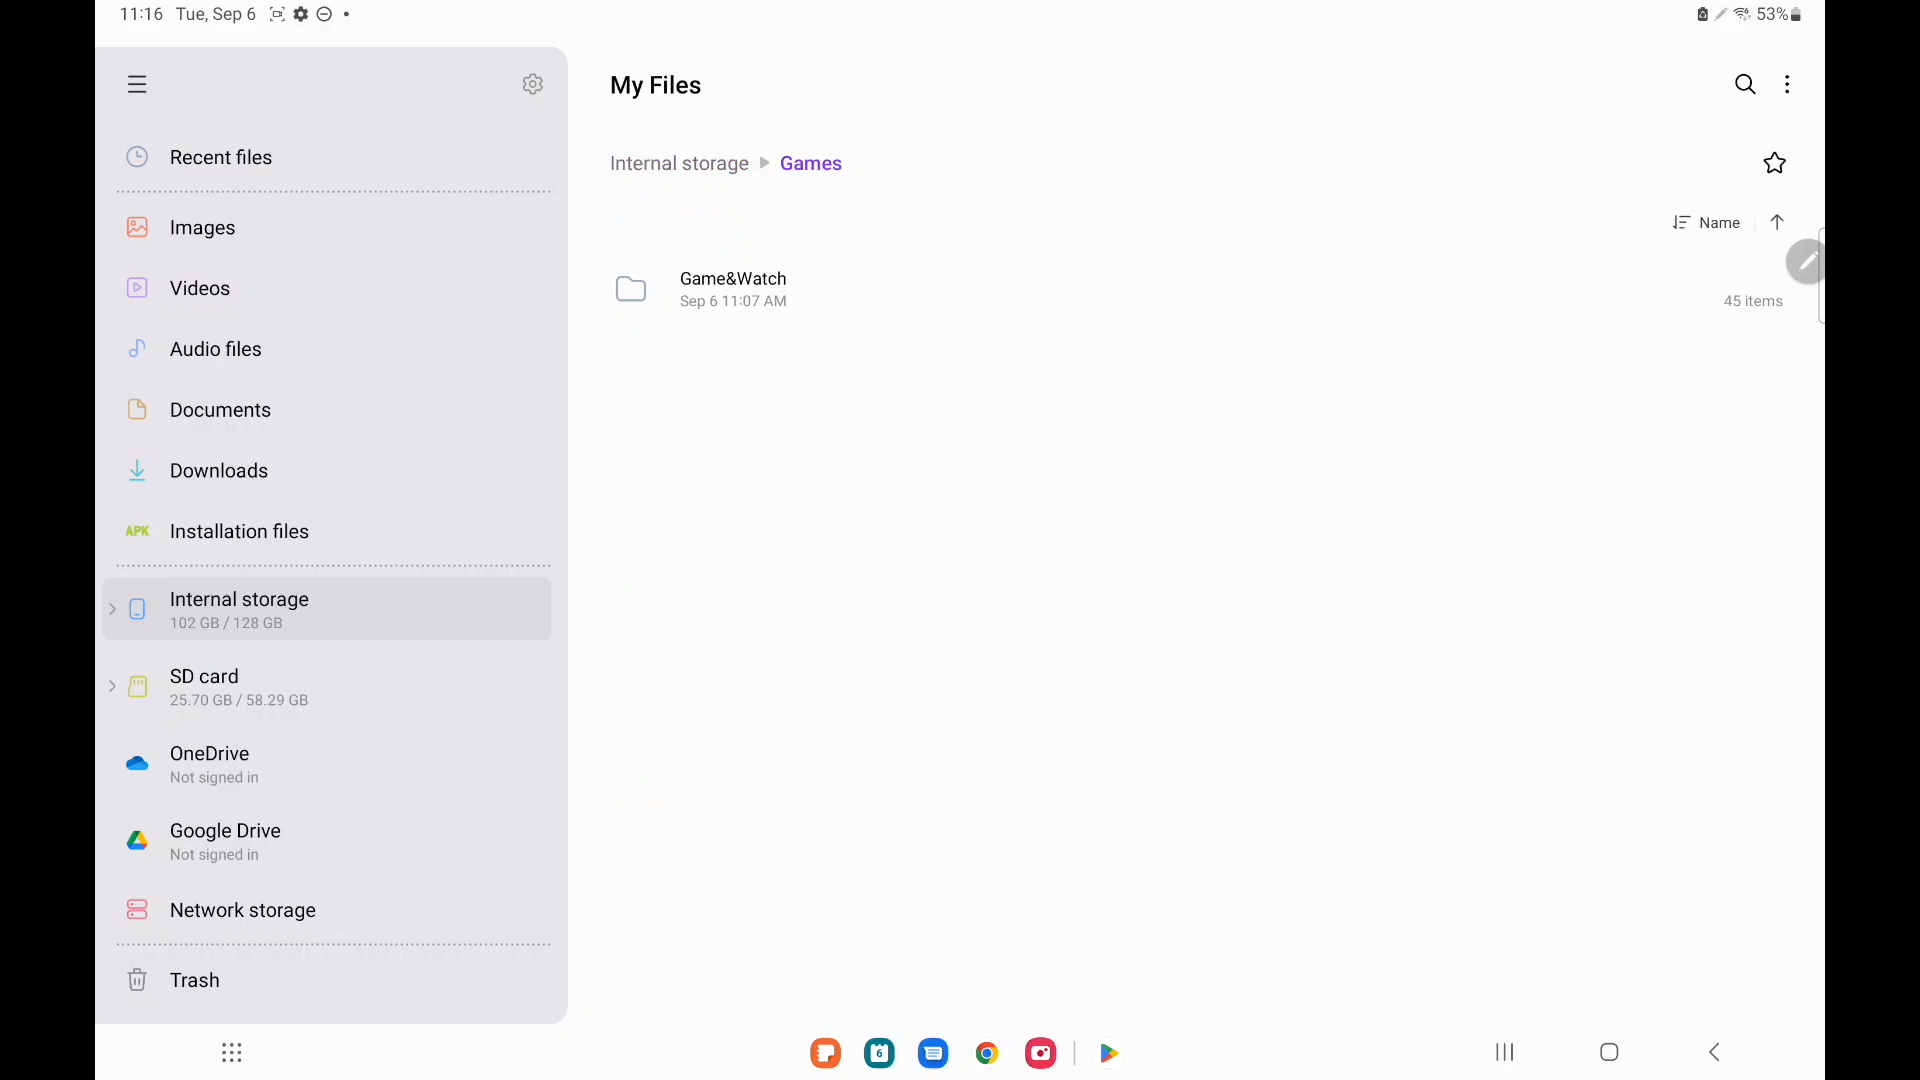 11:16 Tue, Sep 6
53%
My Files
Recent files
Internal storage Games
Images
Name
Videos
Game&Watch
Sep 6 11:07 AM
45 items
Audio files
Documents
Downloads
APK Installation files
Internal storage
102 GB / 128 GB
SD card
25.70 GB / 58.29 GB
OneDrive
Not signed in
Google Drive
Not signed in
Network storage
Trash
6